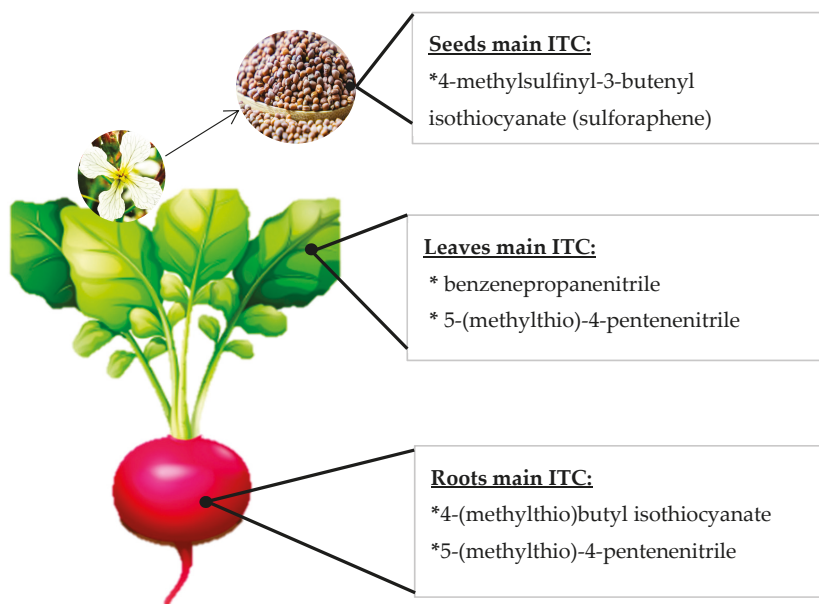 Seeds main ITC:
*4-methylsulfinyl-3-butenyl
isothiocyanate (sulforaphene)
Leaves main ITC:
* benzenepropanenitrile
* 5-(methylthio)-4-pentenenitrile
Roots main ITC:
*4-(methylthio)butyl isothiocyanate
*5-(methylthio)-4-pentenenitrile